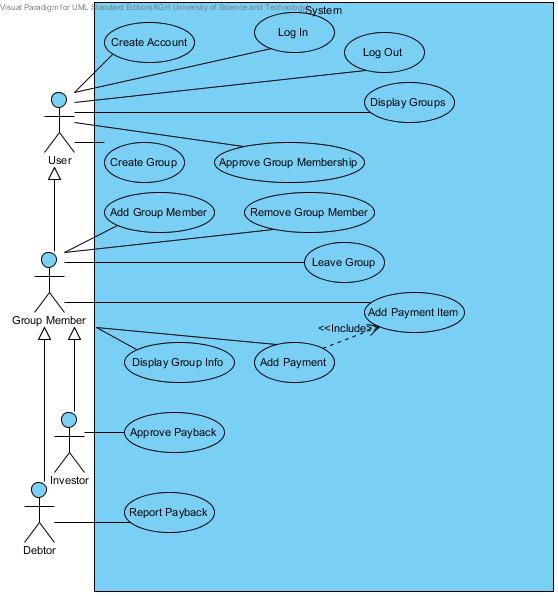 Visual Paradigm for UML Standard Edition(AGH University of Science and Technology)
System
Create Account
Log In
Log Out
Display Groups
User
Create Group
Approve Group Membership
Add Group Member
Remove Group Member
Leave Group
Group Member
Add Payment Item
<<Include>>
Display Group Info
Add Payment
Approve Payback
Investor
Report Payback
Debtor